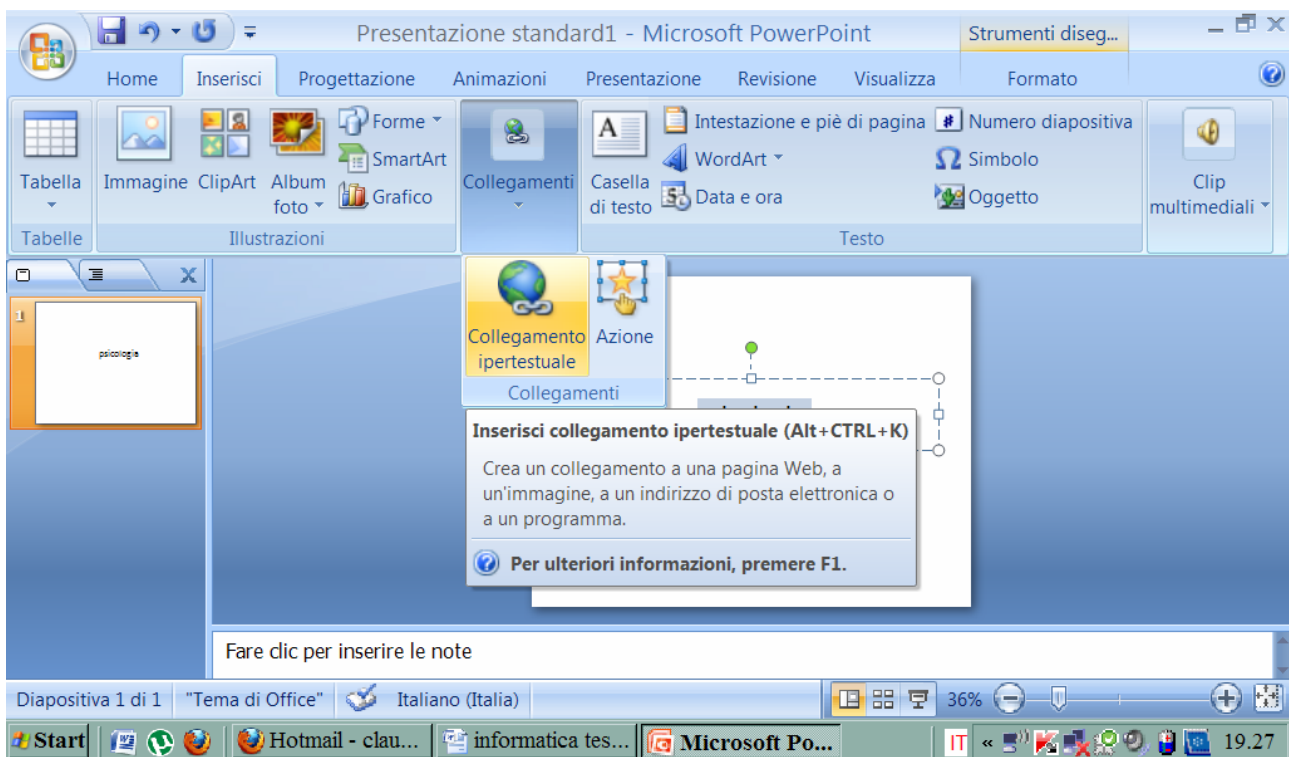 Presentazione standard1 - Microsoft PowerPoint
Strumenti diseg...
Home Inserisci Progettazione Animazioni Presentazione Revisione Visualizza Formato
Tabella
Tabelle
Immagine
ClipArt
Album
foto
Forme
SmartArt
Grafico
Illustrazioni
Collegamenti
Casella
di testo
Intestazione e piè di pagina
WordArt
Data e ora
Numero diapositiva
Simbolo
Oggetto
Testo
Clip
multimediali
Collegamento
ipertestuale
Azione
Collegamenti
1
psicologia
Inserisci collegamento ipertestuale (Alt+CTRL+K)
Crea un collegamento a una pagina Web, a
un'immagine, a un indirizzo di posta elettronica o
a un programma.
Per ulteriori informazioni, premere F1.
Fare clic per inserire le note
Diapositiva 1 di 1 "Tema di Office" Italiano (Italia) 36%
Start Hotmail - clau... informatica tes... Microsoft Po... IT « 19.27